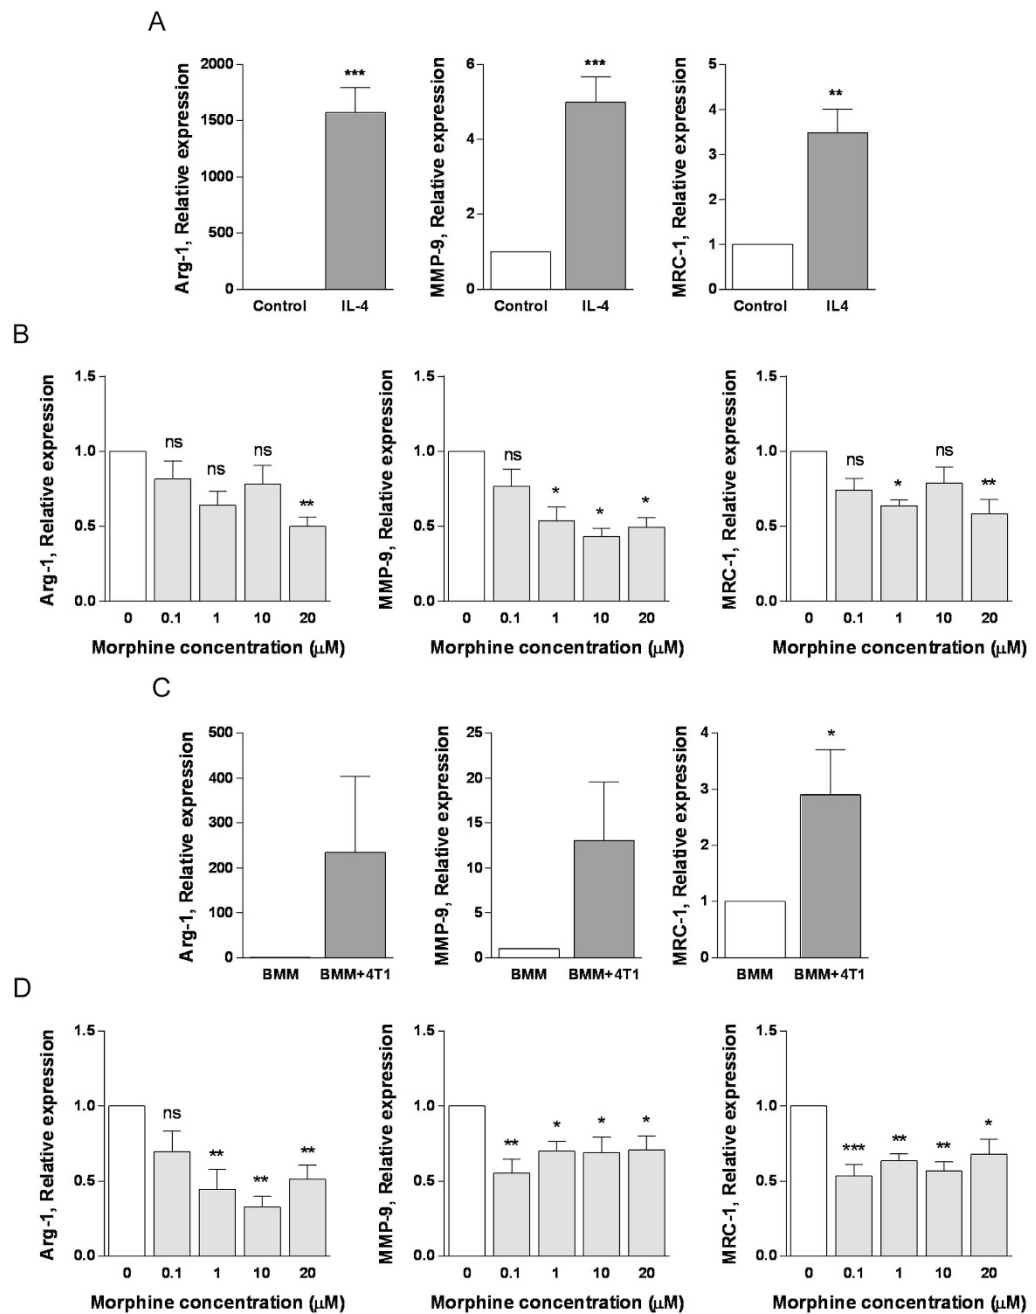 A
Arg-1, Relative expression
2000
1500
1000
500
0
***
Control IL-4
MMP-9, Relative expression
6
4
2
0
***
Control IL-4
MRC-1, Relative expression
5
4
3
2
1
0
**
Control IL4
B
Arg-1, Relative expression
1.5
1.0
0.5
0.0
ns ns ns **
0 0.1 1 10 20
Morphine concentration (μM)
MMP-9, Relative expression
1.5
1.0
0.5
0.0
ns * * *
0 0.1 1 10 20
Morphine concentration (μM)
MRC-1, Relative expression
1.5
1.0
0.5
0.0
ns * ns **
0 0.1 1 10 20
Morphine concentration (μM)
C
Arg-1, Relative expression
500
400
300
200
100
0
BMM BMM+4T1
MMP-9, Relative expression
25
20
15
10
5
0
BMM BMM+4T1
MRC-1, Relative expression
4
3
2
1
0
*
BMM BMM+4T1
D
Arg-1, Relative expression
1.5
1.0
0.5
0.0
ns ** ** **
0 0.1 1 10 20
Morphine concentration (μM)
MMP-9, Relative expression
1.5
1.0
0.5
0.0
** * * *
0 0.1 1 10 20
Morphine concentration (μM)
MRC-1, Relative expression
1.5
1.0
0.5
0.0
*** ** ** *
0 0.1 1 10 20
Morphine concentration (μM)